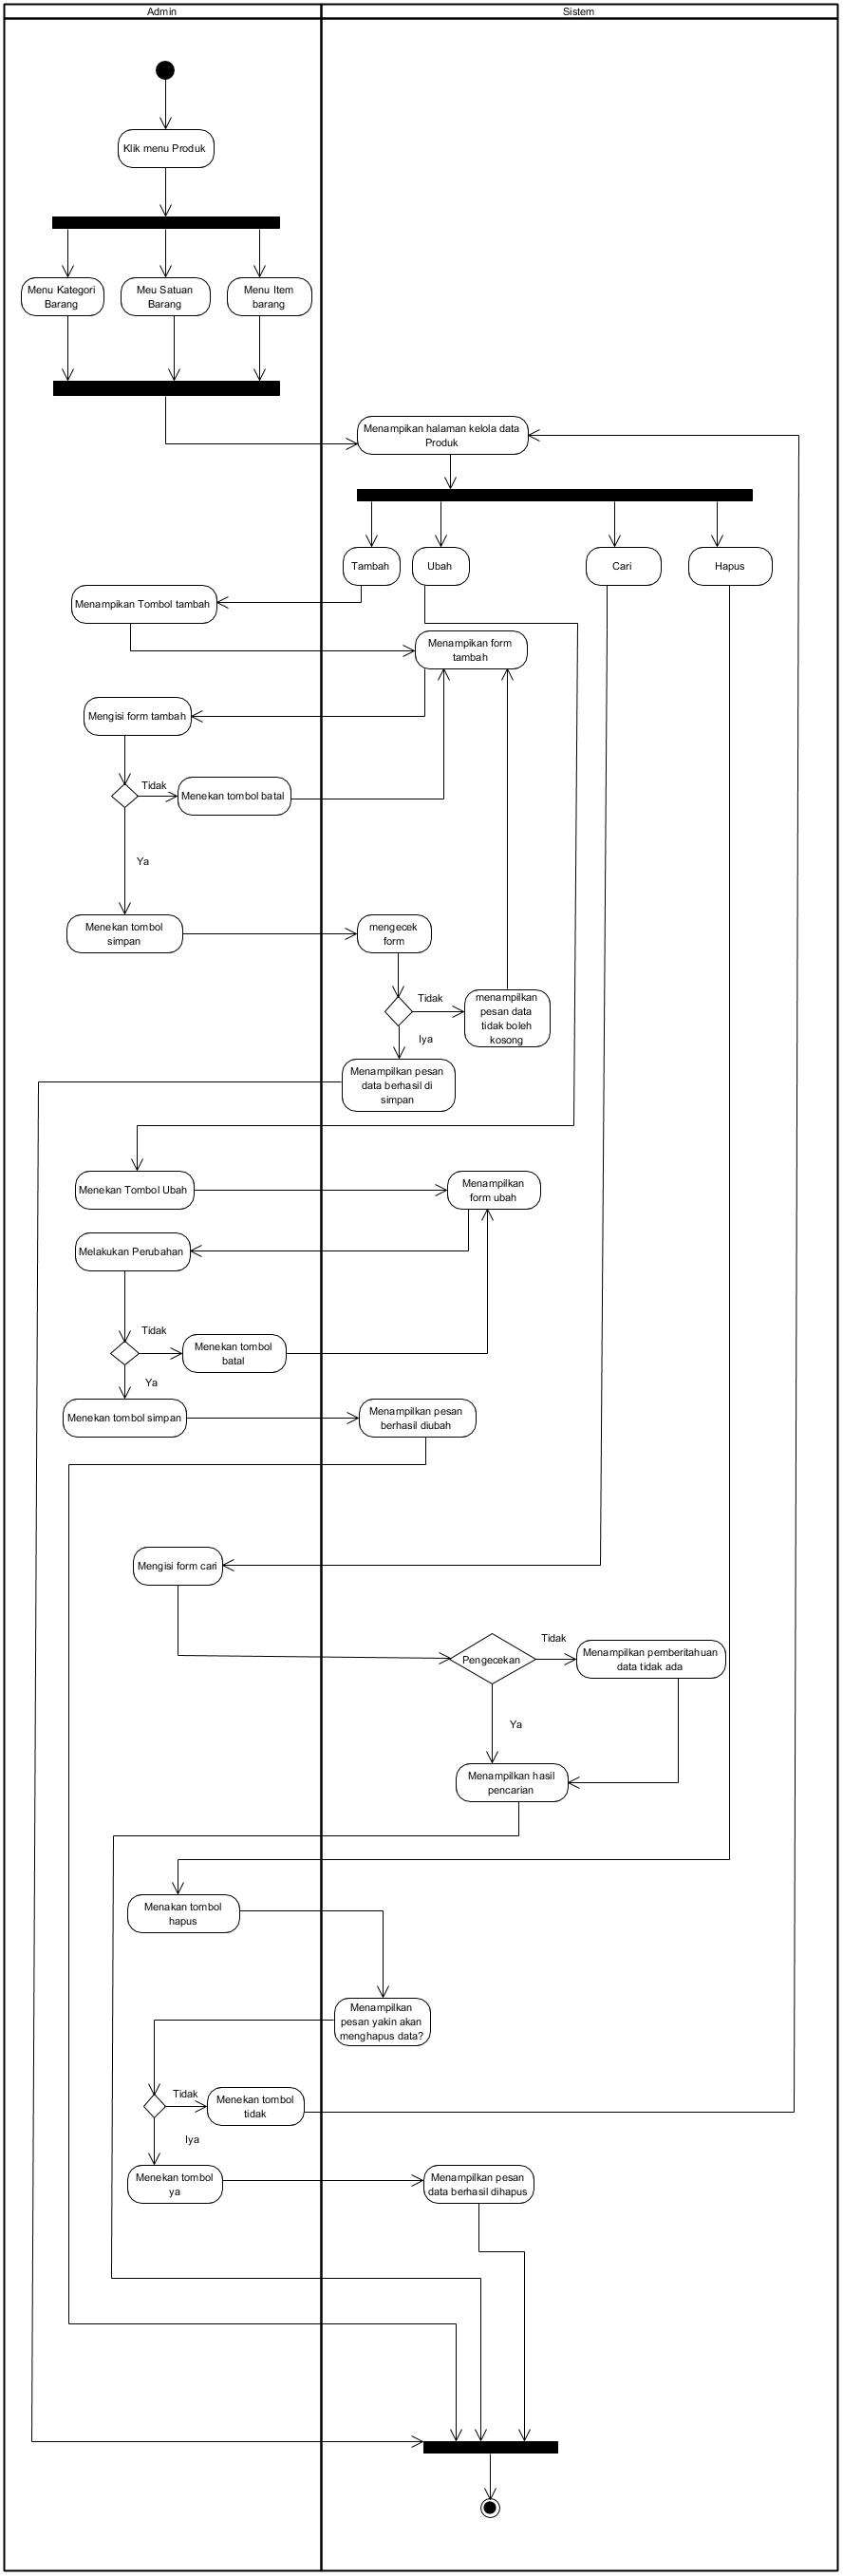 Admin
Sistem
Klik menu Produk
Menu Kategori
Barang
Meu Satuan
Barang
Menu Item
barang
Menampikan halaman kelola data
Produk
Tambah
Ubah
Cari
Hapus
Menampikan Tombol tambah
Menampikan form
tambah
Mengisi form tambah
Tidak
Menekan tombol batal
Ya
Menekan tombol
simpan
mengecek
form
Tidak
menampilkan
pesan data
tidak boleh
kosong
Iya
Menampilkan pesan
data berhasil di
simpan
Menekan Tombol Ubah
Menampilkan
form ubah
Melakukan Perubahan
Tidak
Menekan tombol
batal
Ya
Menekan tombol simpan
Menampilkan pesan
berhasil diubah
Mengisi form cari
Pengecekan
Tidak
Menampilkan pemberitahuan
data tidak ada
Ya
Menampilkan hasil
pencarian
Menakan tombol
hapus
Menampilkan
pesan yakin akan
menghapus data?
Tidak
Menekan tombol
tidak
Iya
Menekan tombol
ya
Menampilkan pesan
data berhasil dihapus